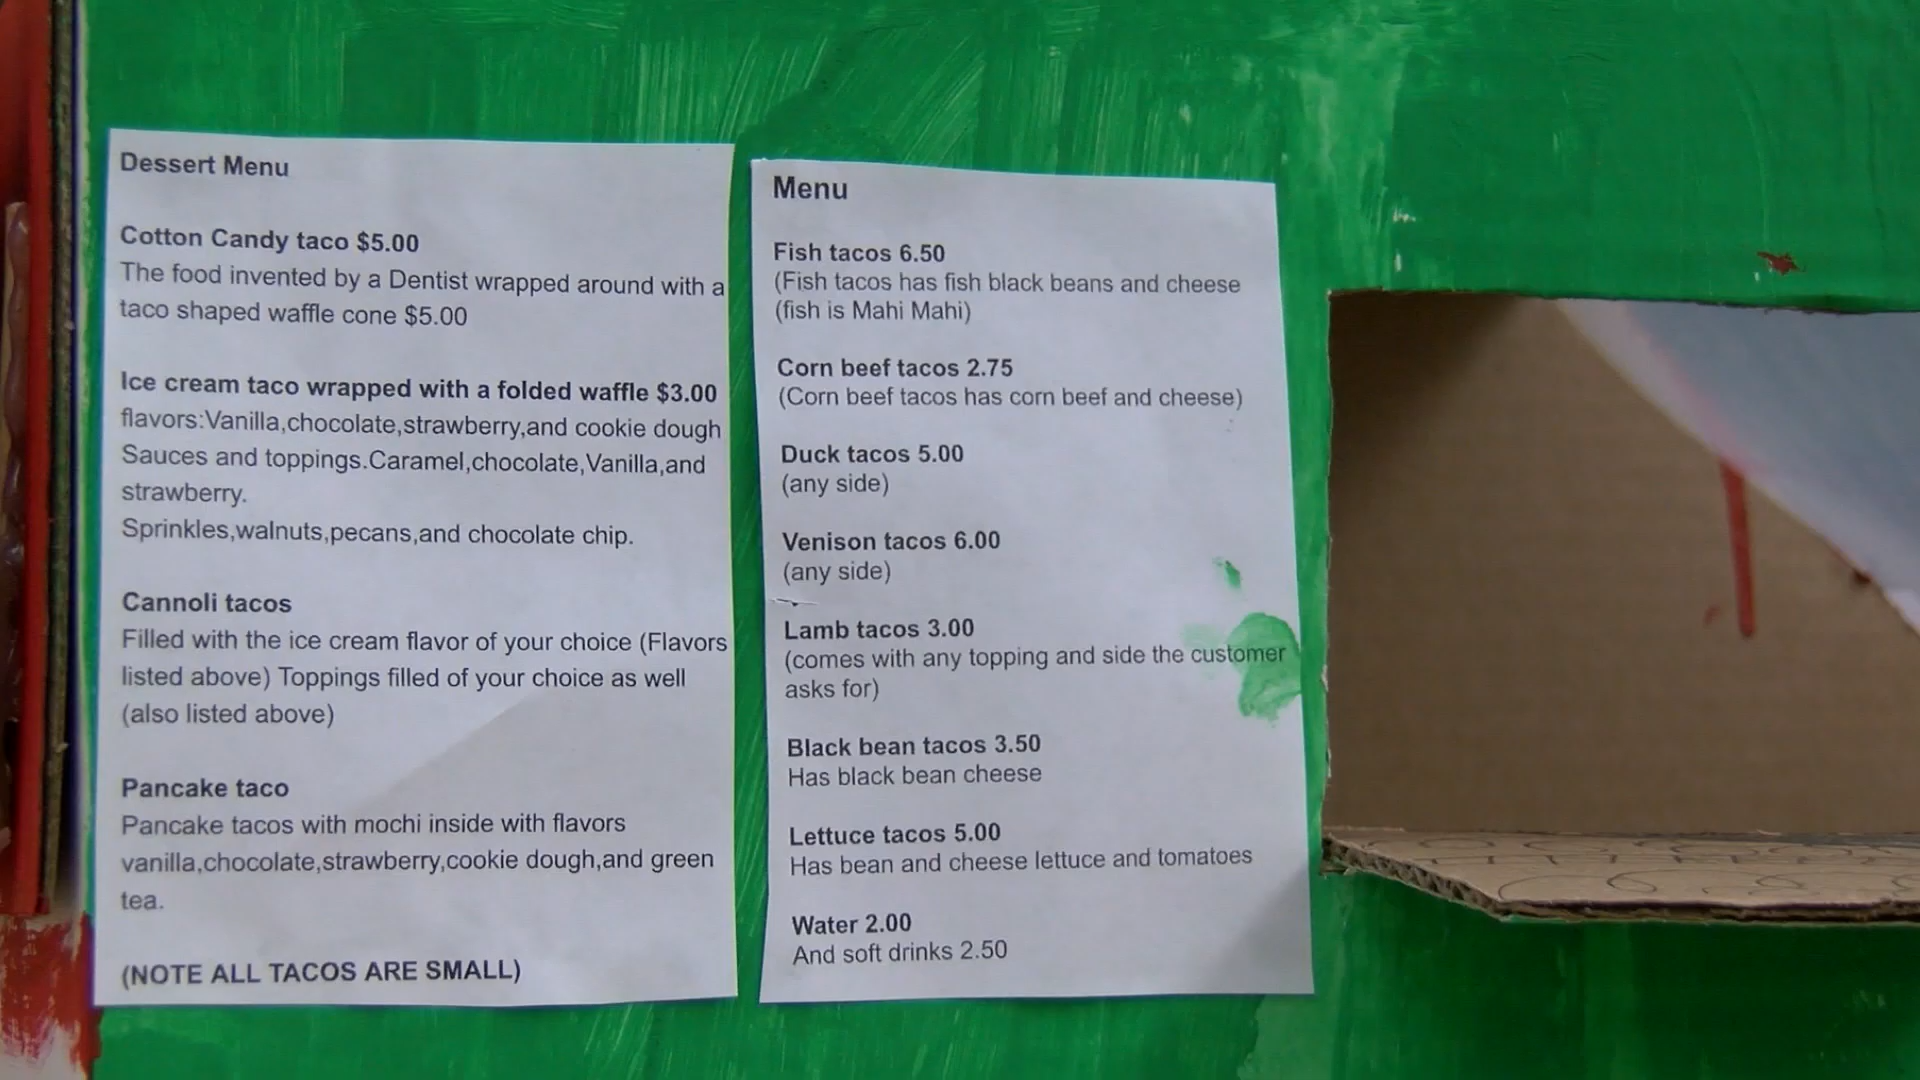 Dessert Menu
Cotton Candy taco $5.00
The food invented by a Dentist wrapped around with a
taco shaped waffle cone $5.00
Ice cream taco wrapped with a folded waffle $3.00
flavors:Vanilla,chocolate,strawberry,and cookie dough
Sauces and toppings.Caramel,chocolate,Vanilla,and
strawberry.
Sprinkles,walnuts,pecans,and chocolate chip.
Cannoli tacos
Filled with the ice cream flavor of your choice (Flavors
listed above) Toppings filled of your choice as well
(also listed above)
Pancake taco
Pancake tacos with mochi inside with flavors
vanilla,chocolate,strawberry,cookie dough,and green
tea.
(NOTE ALL TACOS ARE SMALL)
Menu
Fish tacos 6.50
(Fish tacos has fish black beans and cheese
(fish is Mahi Mahi)
Corn beef tacos 2.75
(Corn beef tacos has corn beef and cheese)
Duck tacos 5.00
(any side)
Venison tacos 6.00
(any side)
Lamb tacos 3.00
(comes with any topping and side the customer
asks for)
Black bean tacos 3.50
Has black bean cheese
Lettuce tacos 5.00
Has bean and cheese lettuce and tomatoes
Water 2.00
And soft drinks 2.50